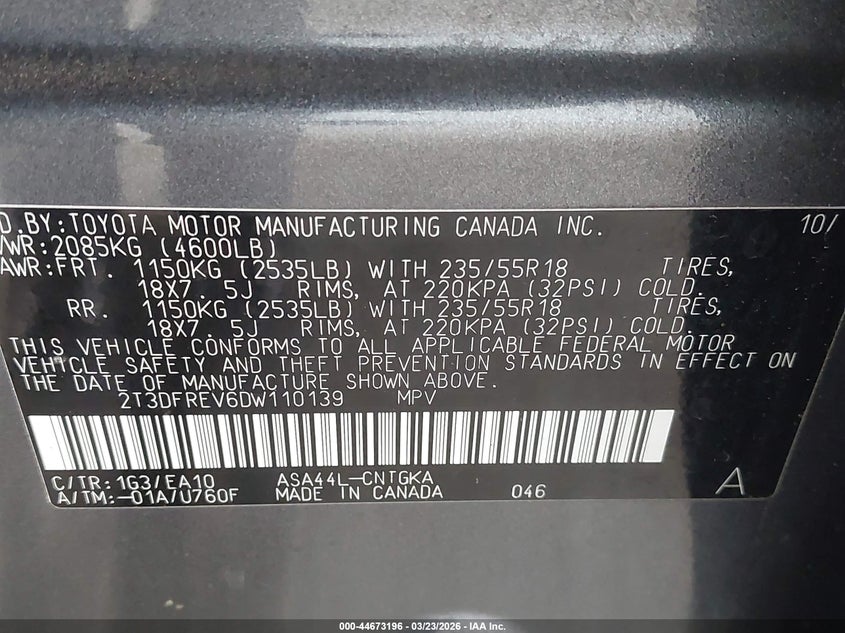 D.BY:TOYOTA MOTOR MANUFACTURING CANADA INC. 10/
/WR:2085KG (4600LB)
AWR:FRT. 1150KG (2535LB) WITH 235/55R18 TIRES,
18X7. 5J RIMS, AT 220KPA (32PSI) COLD.
RR. 1150KG (2535LB) WITH 235/55R18 TIRES,
18X7. 5J RIMS, AT 220KPA (32PSI) COLD.
THIS VEHICLE CONFORMS TO ALL APPLICABLE FEDERAL MOTOR
VEHICLE SAFETY AND THEFT PREVENTION STANDARDS IN EFFECT ON
THE DATE OF MANUFACTURE SHOWN ABOVE.
2T3DFREV6DW110139 MPV
C/TR:1G3/EA10 ASA44L-CNTGKA
A/TM:-01A/U760F MADE IN CANADA 046 A
000-44673196 - 03/23/2026 - IAA Inc.